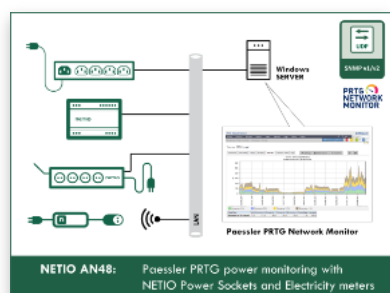 UDP
SNMP v1/v2
PRTG
NETWORK
MONITOR
Windows
SERVER
netio
LAN
Paessler PRTG Network Monitor
NETIO AN48: Paessler PRTG power monitoring with
NETIO Power Sockets and Electricity meters